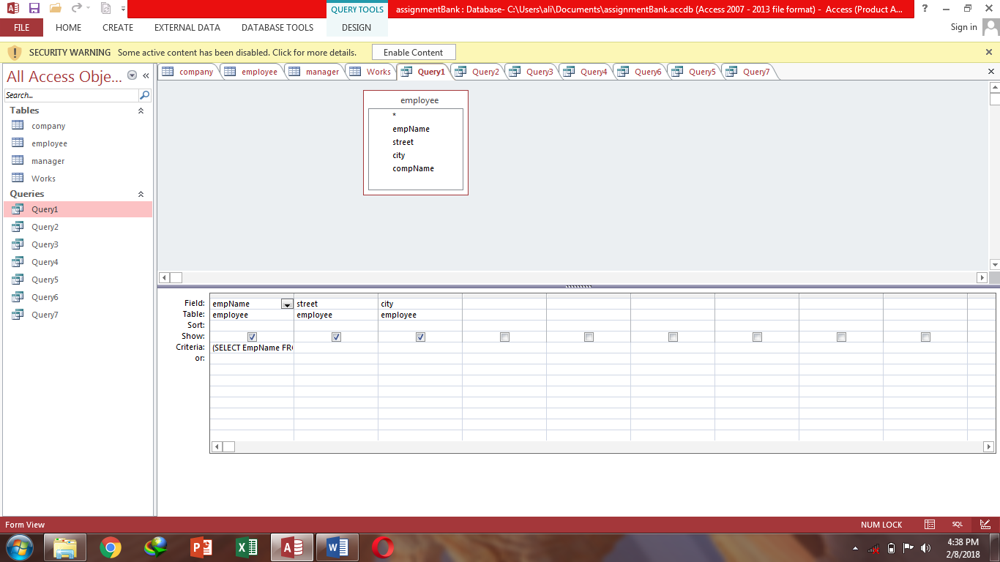 QUERY TOOLS
assignmentBank : Database- C:\Users\ali\Documents\assignmentBank.accdb (Access 2007 - 2013 file format) - Access (Product A...
FILE HOME CREATE EXTERNAL DATA DATABASE TOOLS DESIGN Sign in
SECURITY WARNING Some active content has been disabled. Click for more details. Enable Content
All Access Obje...
Search...
Tables
company
employee
manager
Works
Queries
Query1
Query2
Query3
Query4
Query5
Query6
Query7
company employee manager Works Query1 Query2 Query3 Query4 Query6 Query5 Query7
employee
*
empName
street
city
compName
Field: empName street city
Table: employee employee employee
Sort:
Show:
Criteria: (SELECT EmpName FR
or:
Form View NUM LOCK SQL
4:38 PM
2/8/2018